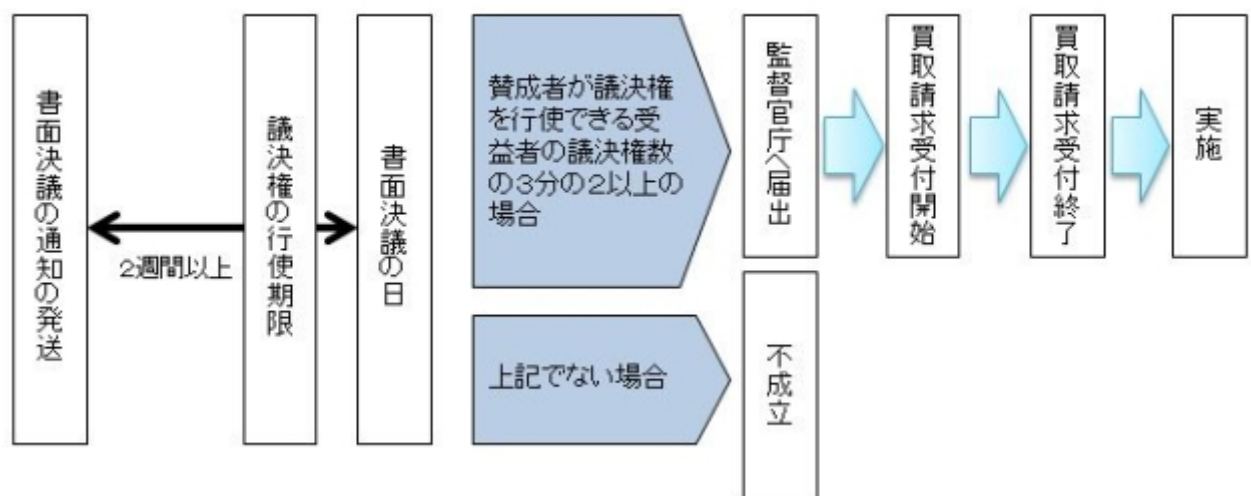 書面決議の通知の発送
2週間以上
議決権の行使期限
書面決議の日
賛成者が議決権
を行使できる受
益者の議決権数
の3分の2以上の
場合
監督官庁へ届出
買取請求受付開始
買取請求受付終了
実施
上記でない場合
不成立